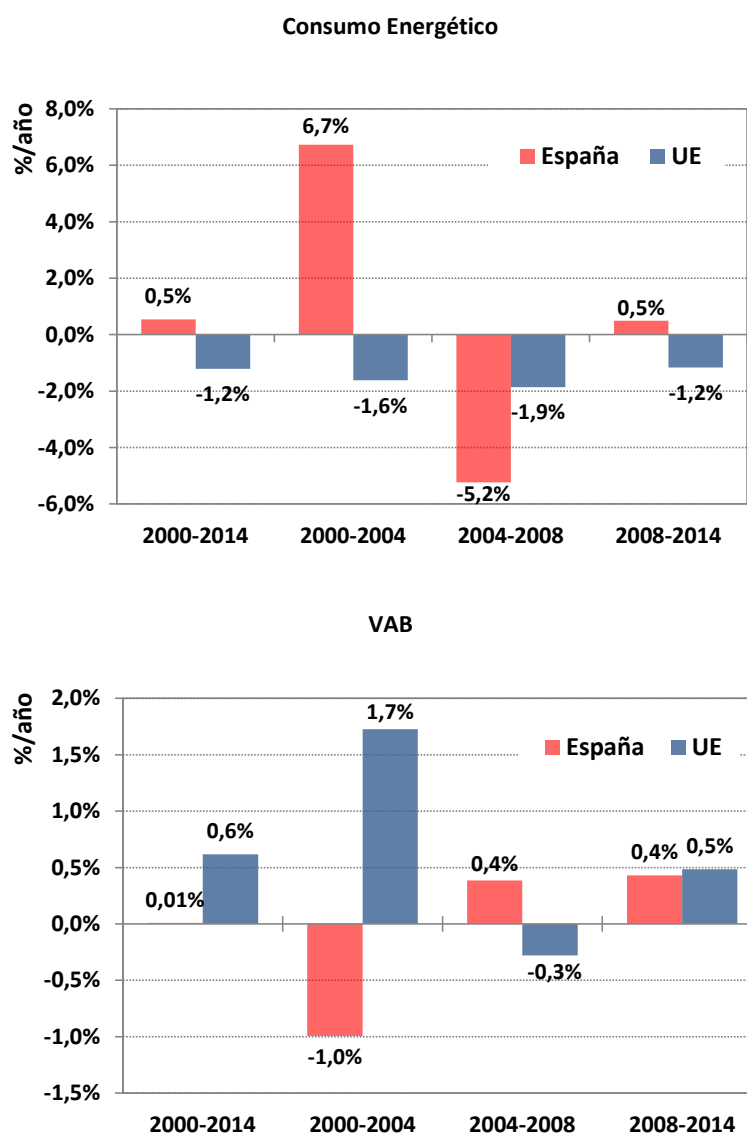 Consumo Energético
%/año
8,0%
6,0%
4,0%
2,0%
0,0%
-2,0%
-4,0%
-6,0%
España UE
0,5% 6,7% 0,5%
-1,2% -1,6% -5,2% -1,9% -1,2%
2000-2014 2000-2004 2004-2008 2008-2014
VAB
%/año
2,0%
1,5%
1,0%
0,5%
0,0%
-0,5%
-1,0%
-1,5%
España UE
0,01% 0,6% 1,7% 0,4% 0,4% 0,5%
-1,0% -0,3%
2000-2014 2000-2004 2004-2008 2008-2014